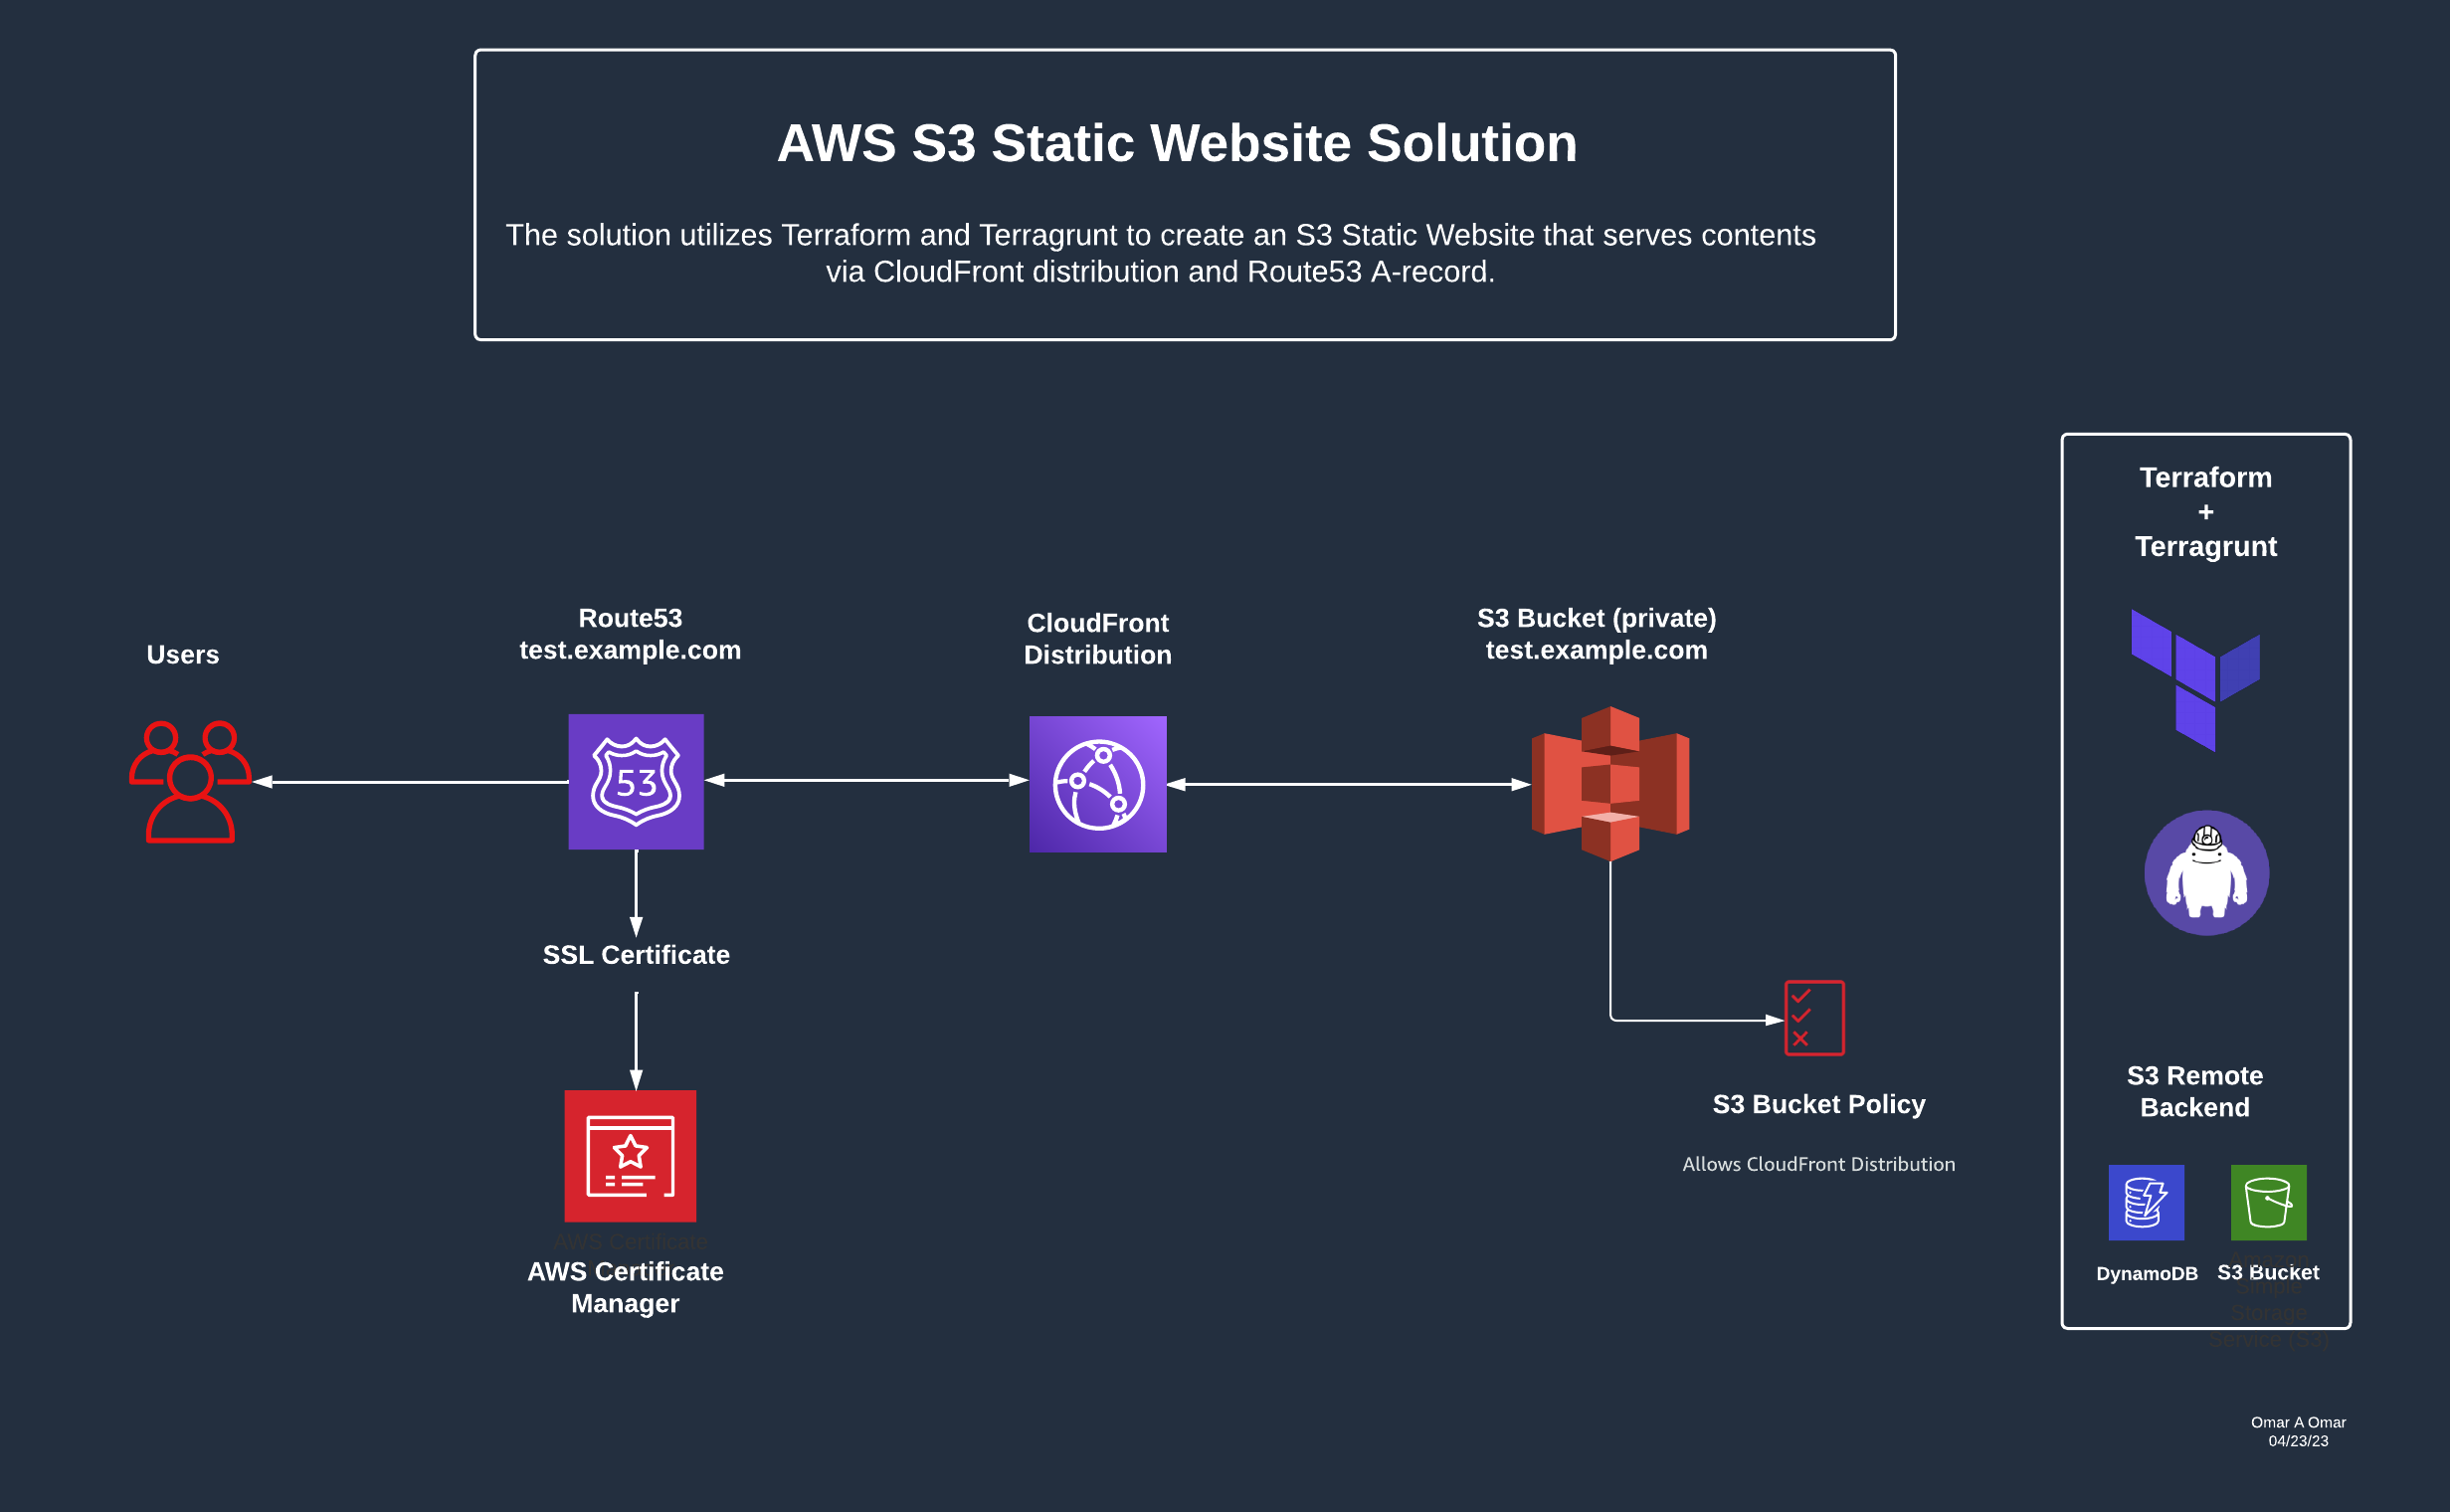 AWS S3 Static Website Solution
The solution utilizes Terraform and Terragrunt to create an S3 Static Website that serves contents
via CloudFront distribution and Route53 A-record.
Terraform
+
Terragrunt
Users
Route53
test.example.com
CloudFront
Distribution
S3 Bucket (private)
test.example.com
53
SSL Certificate
AWS Certificate
AWS Certificate
Manager
S3 Bucket Policy
Allows CloudFront Distribution
S3 Remote
Backend
DynamoDB
S3 Bucket
Amazon
Simple
Storage
Service (S3)
Omar A Omar
04/23/23